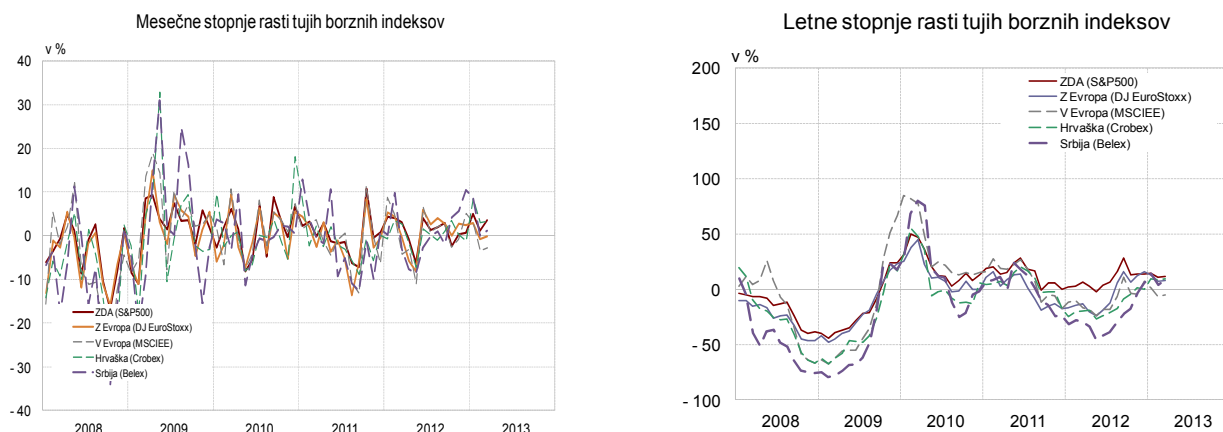 Mesečne stopnje rasti tujih borznih indeksov
v %
40
30
20
10
0
- 10
- 20
- 30
- 40
ZDA (S&P500)
Z Evropa (DJ EuroStoxx)
V Evropa (MSCIEE)
Hrvaška (Crobex)
Srbija (Belex)
2008 2009 2010 2011 2012 2013
Letne stopnje rasti tujih borznih indeksov
v %
200
150
100
50
0
- 50
- 100
ZDA (S&P500)
Z Evropa (DJ EuroStoxx)
V Evropa (MSCIEE)
Hrvaška (Crobex)
Srbija (Belex)
2008 2009 2010 2011 2012 2013